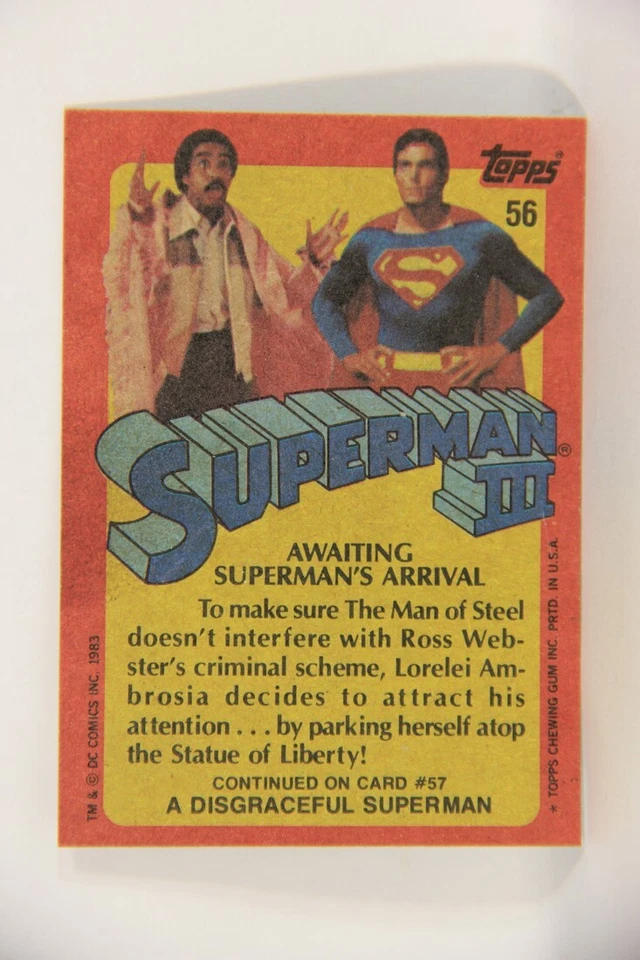 topps®
56
SUPERMAN®
III
AWAITING
SUPERMAN'S ARRIVAL
To make sure The Man of Steel
doesn't interfere with Ross Web-
ster's criminal scheme, Lorelei Am-
brosia decides to attract his
attention . . . by parking herself atop
the Statue of Liberty!
CONTINUED ON CARD #57
A DISGRACEFUL SUPERMAN
TM & © DC COMICS INC. 1983
* TOPPS CHEWING GUM INC. PRTD. IN U.S.A.